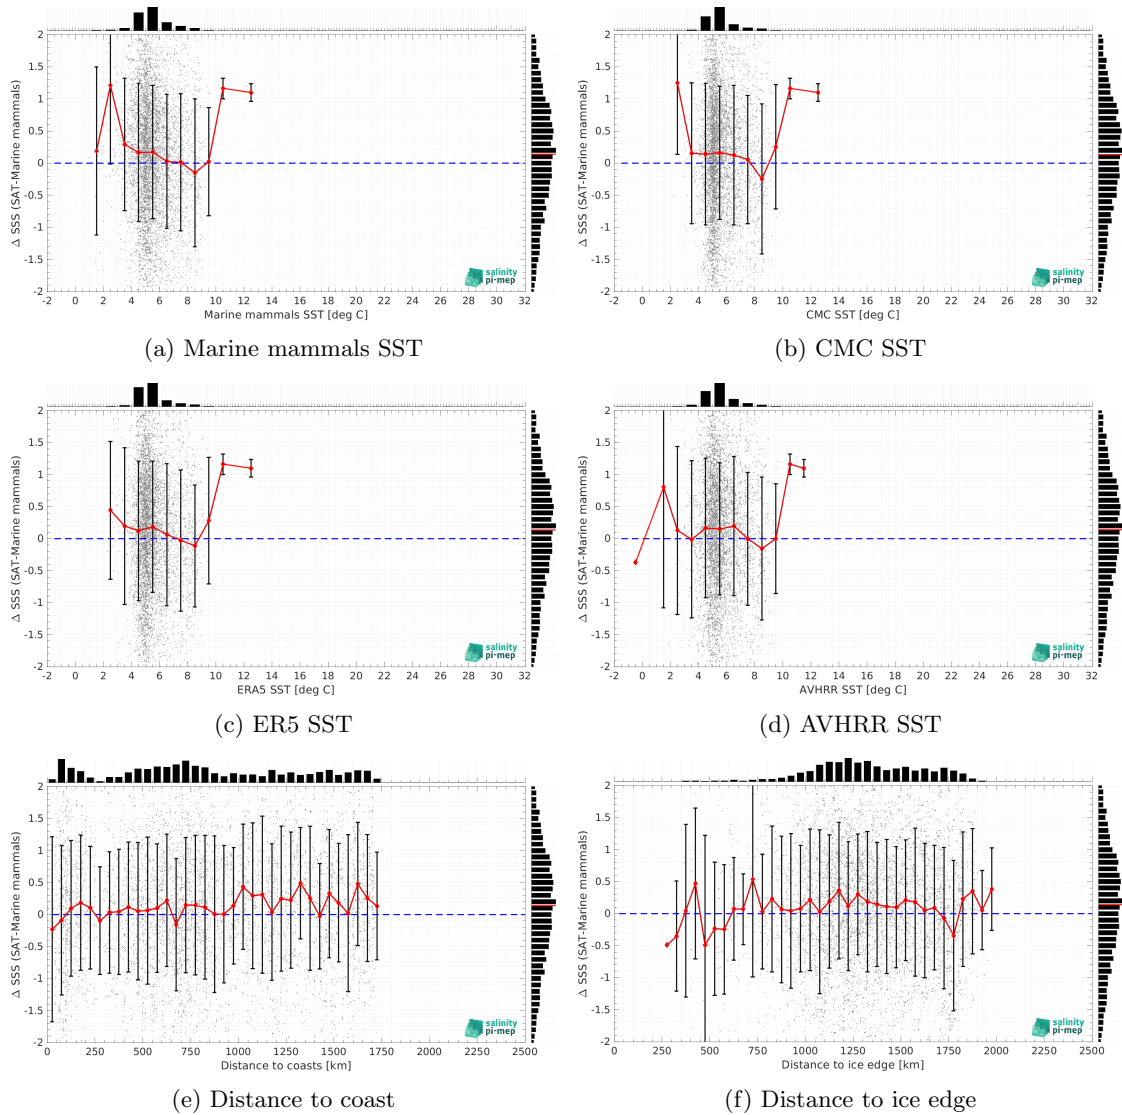 2
1.5
1
0.5
0
-0.5
-1
-1.5
-2
Δ SSS (SAT-Marine mammals)
salinity
pi-mep
-2 0 2 4 6 8 10 12 14 16 18 20 22 24 26 28 30 32
Marine mammals SST [deg C]
(a) Marine mammals SST
2
1.5
1
0.5
0
-0.5
-1
-1.5
-2
Δ SSS (SAT-Marine mammals)
salinity
pi-mep
-2 0 2 4 6 8 10 12 14 16 18 20 22 24 26 28 30 32
CMC SST [deg C]
(b) CMC SST
2
1.5
1
0.5
0
-0.5
-1
-1.5
-2
Δ SSS (SAT-Marine mammals)
salinity
pi-mep
-2 0 2 4 6 8 10 12 14 16 18 20 22 24 26 28 30 32
ERA5 SST [deg C]
(c) ER5 SST
2
1.5
1
0.5
0
-0.5
-1
-1.5
-2
Δ SSS (SAT-Marine mammals)
salinity
pi-mep
-2 0 2 4 6 8 10 12 14 16 18 20 22 24 26 28 30 32
AVHRR SST [deg C]
(d) AVHRR SST
2
1.5
1
0.5
0
-0.5
-1
-1.5
-2
Δ SSS (SAT-Marine mammals)
salinity
pi-mep
0 250 500 750 1000 1250 1500 1750 2000 2250 2500
Distance to coasts [km]
(e) Distance to coast
2
1.5
1
0.5
0
-0.5
-1
-1.5
-2
Δ SSS (SAT-Marine mammals)
salinity
pi-mep
0 250 500 750 1000 1250 1500 1750 2000 2250 2500
Distance to ice edge [km]
(f) Distance to ice edge